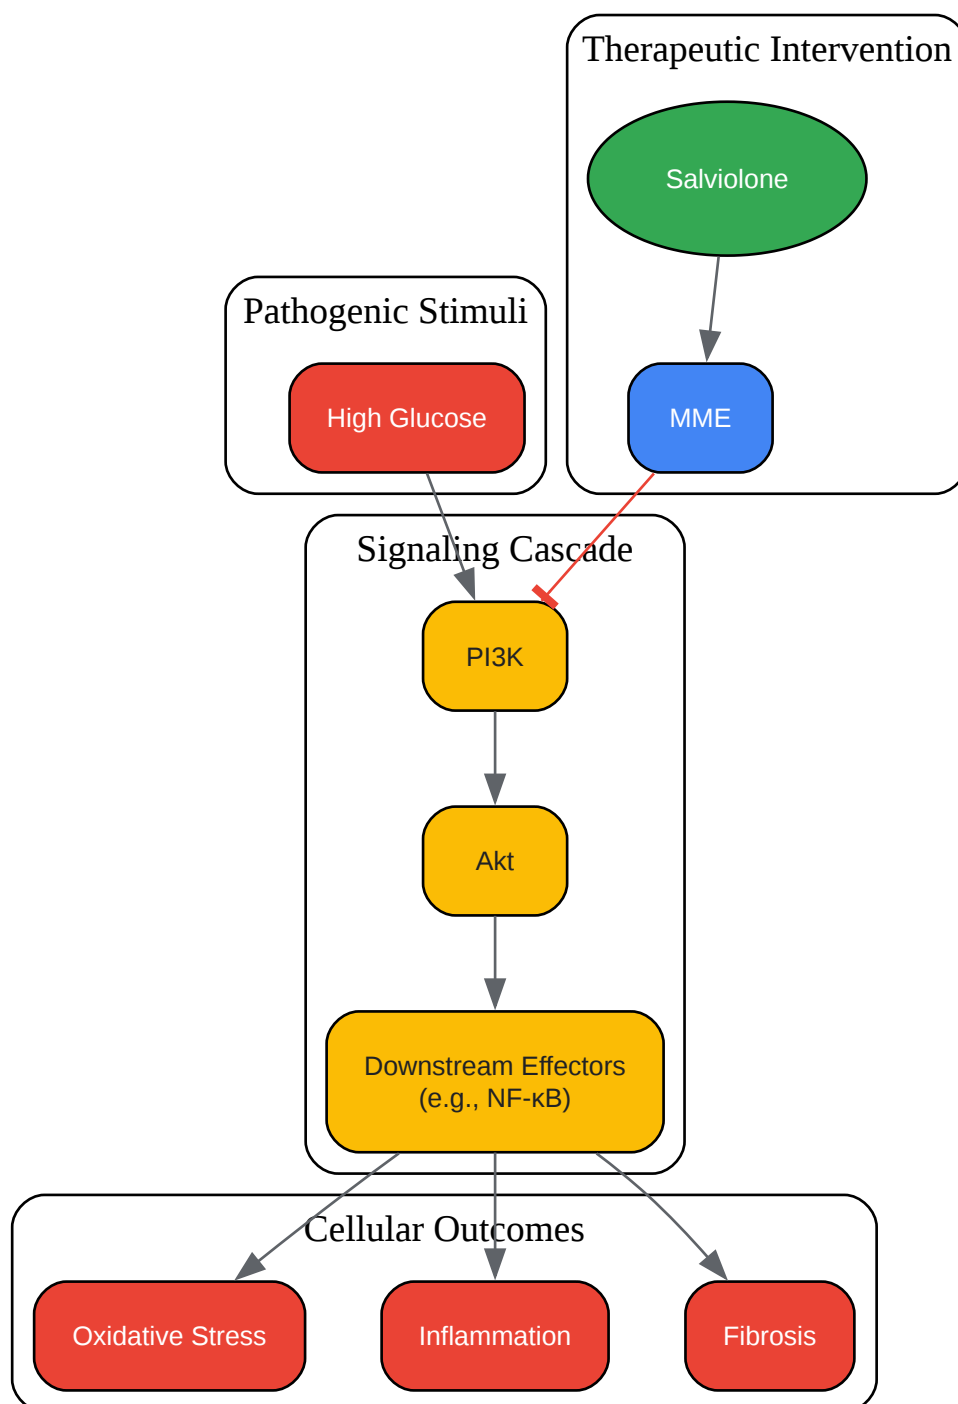 Therapeutic Intervention
Salviolone
Pathogenic Stimuli
High Glucose
MME
Signaling Cascade
PI3K
Akt
Downstream Effectors
(e.g., NF-κB)
Cellular Outcomes
Oxidative Stress
Inflammation
Fibrosis